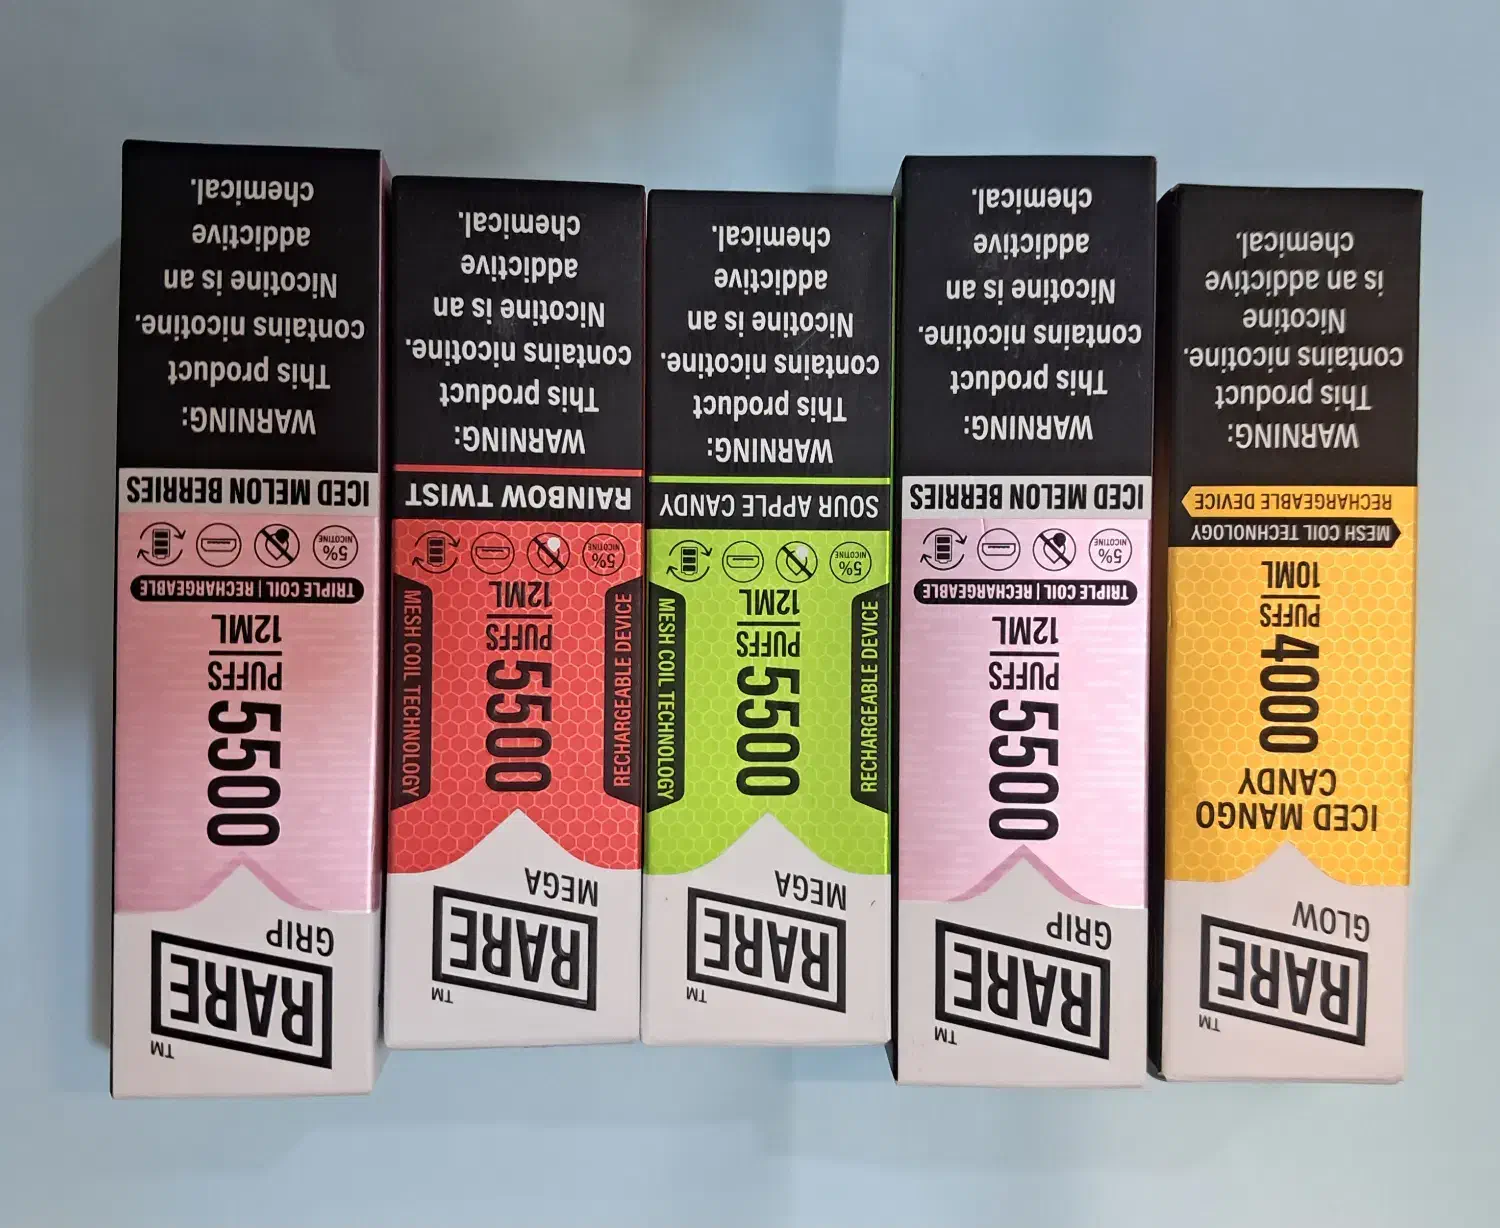 RARE
TM
GRIP
5500
PUFFS
12ML
TRIPLE COIL | RECHARGEABLE
5%
NICOTINE
ICED MELON BERRIES
WARNING:
This product
contains nicotine.
Nicotine is an
addictive
chemical.
RARE
TM
MEGA
5500
PUFFS
12ML
RECHARGEABLE DEVICE
MESH COIL TECHNOLOGY
5%
NICOTINE
RAINBOW TWIST
WARNING:
This product
contains nicotine.
Nicotine is an
addictive
chemical.
RARE
TM
MEGA
5500
PUFFS
12ML
RECHARGEABLE DEVICE
MESH COIL TECHNOLOGY
5%
NICOTINE
SOUR APPLE CANDY
WARNING:
This product
contains nicotine.
Nicotine is an
addictive
chemical.
RARE
TM
GRIP
5500
PUFFS
12ML
TRIPLE COIL | RECHARGEABLE
5%
NICOTINE
ICED MELON BERRIES
WARNING:
This product
contains nicotine.
Nicotine is an
addictive
chemical.
RARE
TM
GLOW
ICED MANGO
CANDY
4000
PUFFS
10ML
MESH COIL TECHNOLOGY
RECHARGEABLE DEVICE
WARNING:
This product
contains nicotine.
Nicotine
is an addictive
chemical.